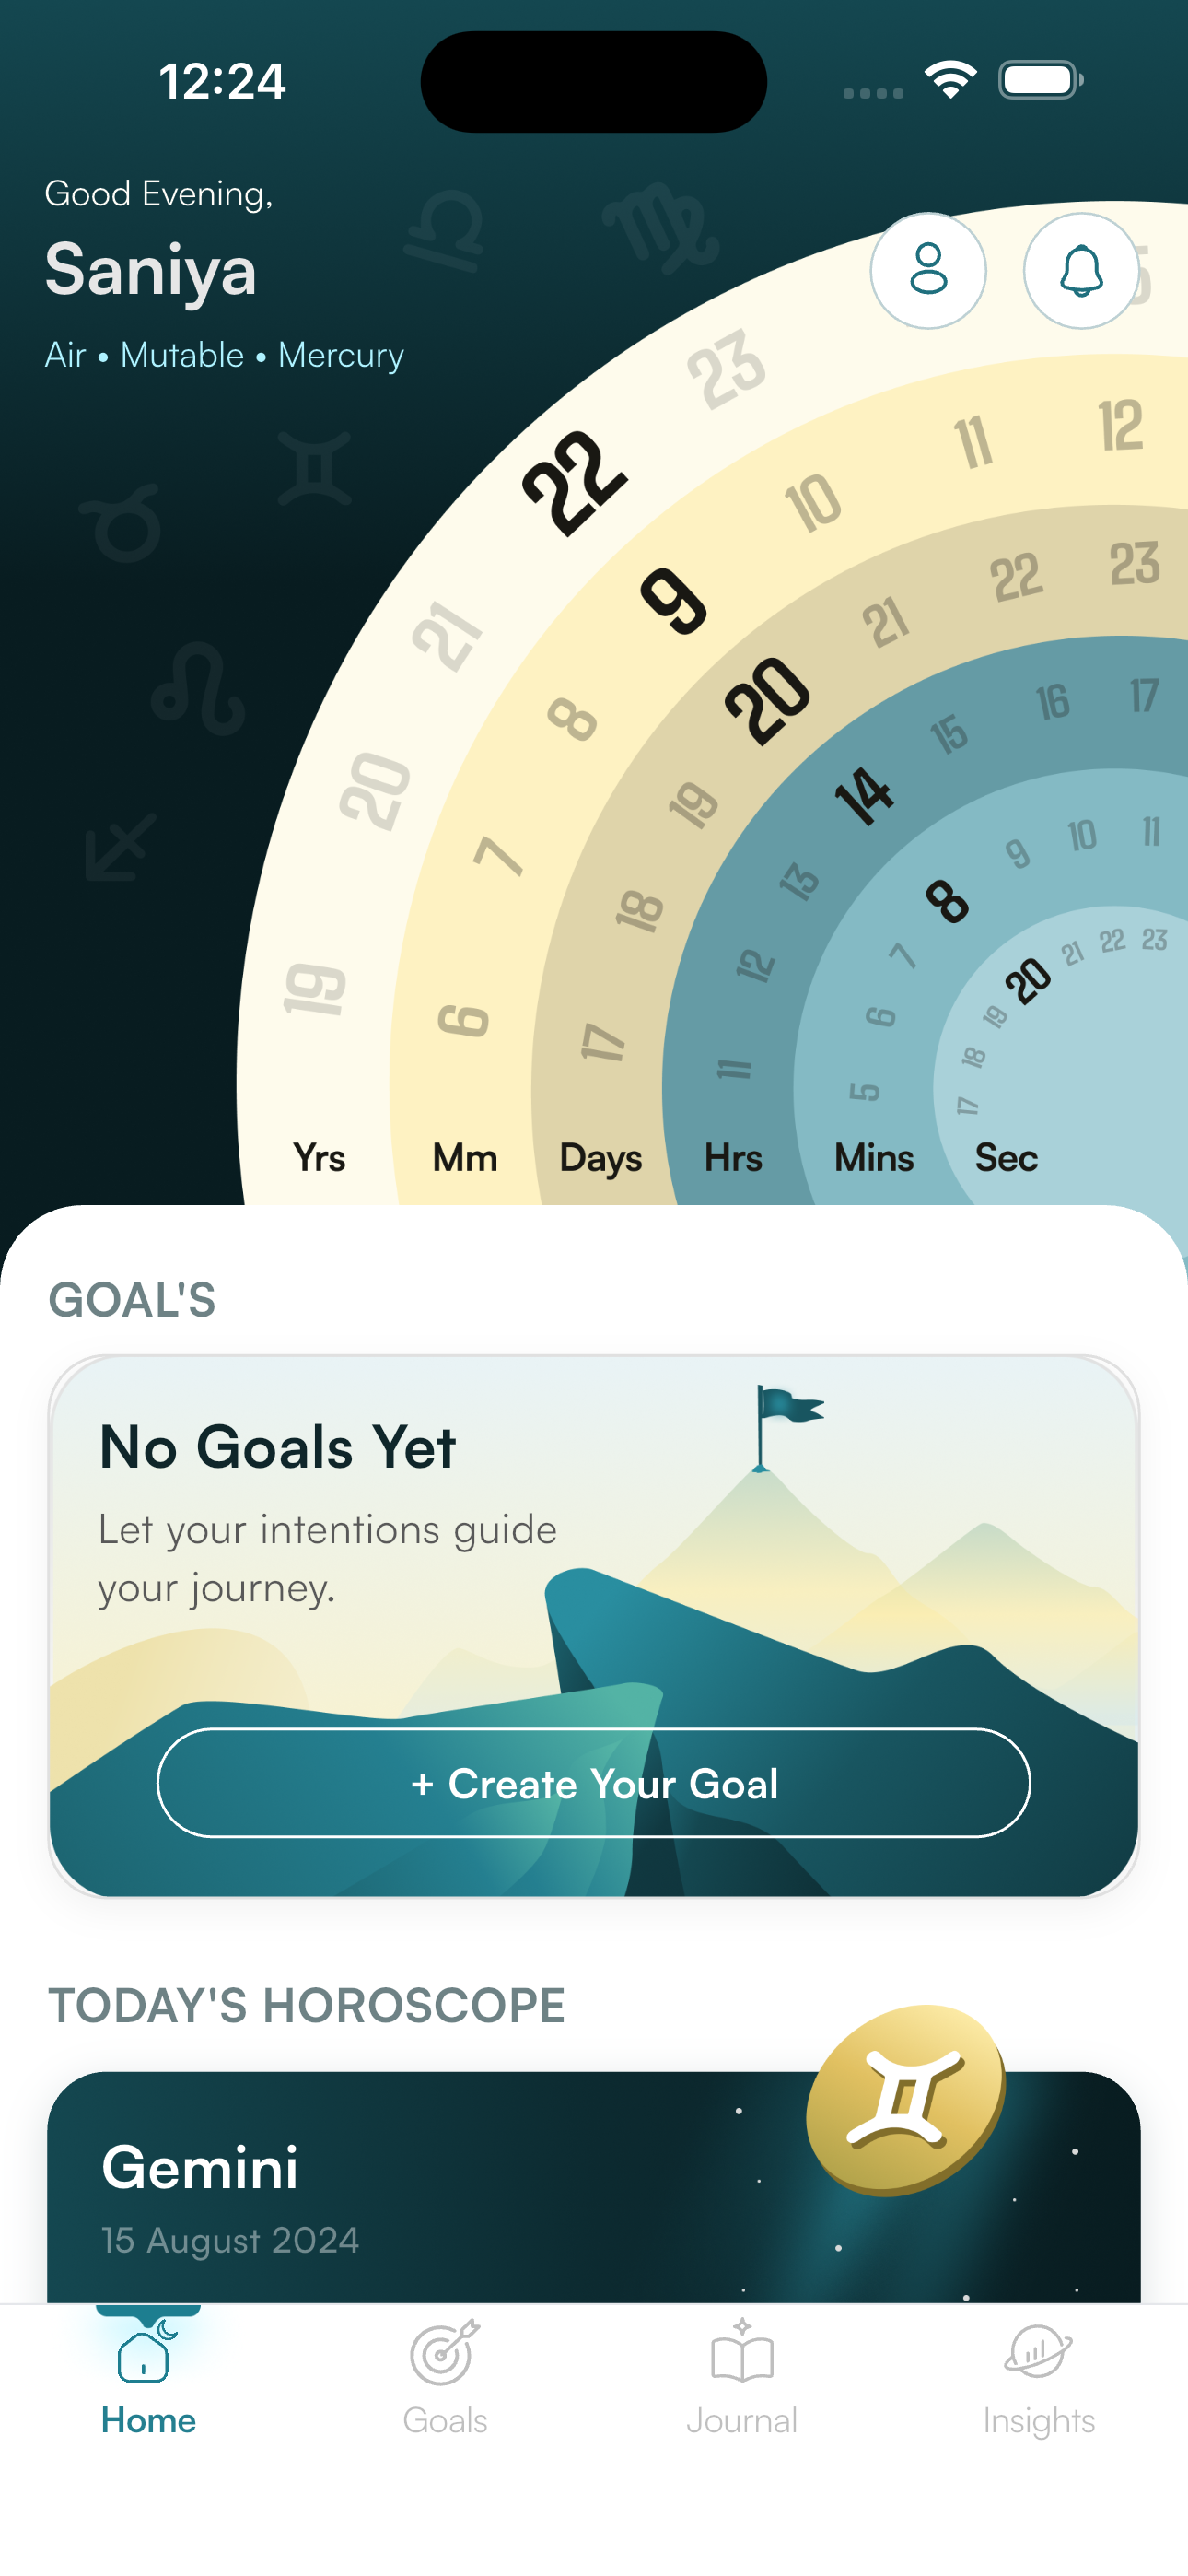 12:24
Good Evening,
Saniya
Air • Mutable • Mercury
19 20 21 22 23
6 7 8 9 10 11 12
17 18 19 20 21 22 23
11 12 13 14 15 16 17
5 6 7 8 9 10 11
17 18 19 20 21 22 23
Yrs Mm Days Hrs Mins Sec
GOAL'S
No Goals Yet
Let your intentions guide
your journey.
+ Create Your Goal
TODAY'S HOROSCOPE
Gemini
15 August 2024
Home Goals Journal Insights